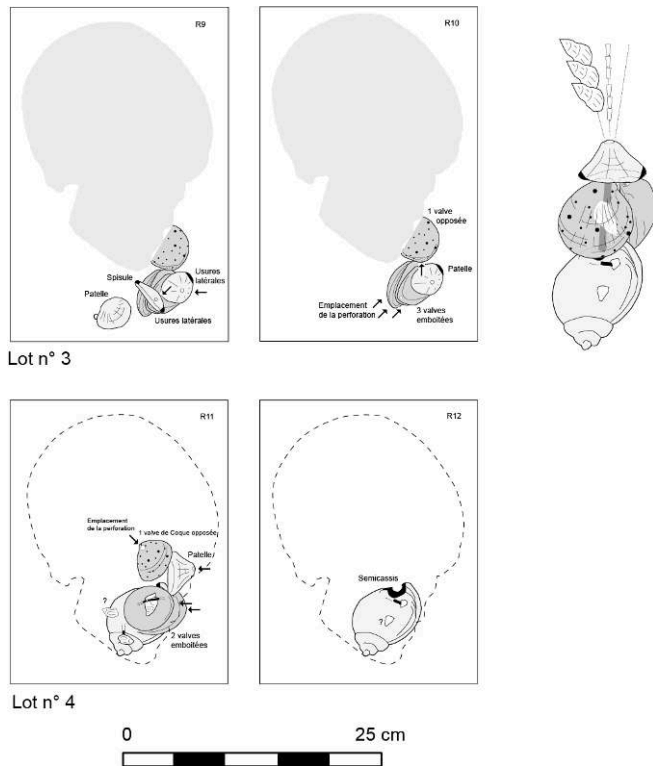 R9
Spisule
Usures
latérales
Patelle
Usures latérales
R10
1 valve
opposée
Patelle
Emplacement
de la perforation
3 valves
emboitées
Lot n° 3
R11
Emplacement
de la perforation
1 valve de Coque opposée
Patelle
?
2 valves
emboitées
R12
Semicassis
?
Lot n° 4
0
25 cm